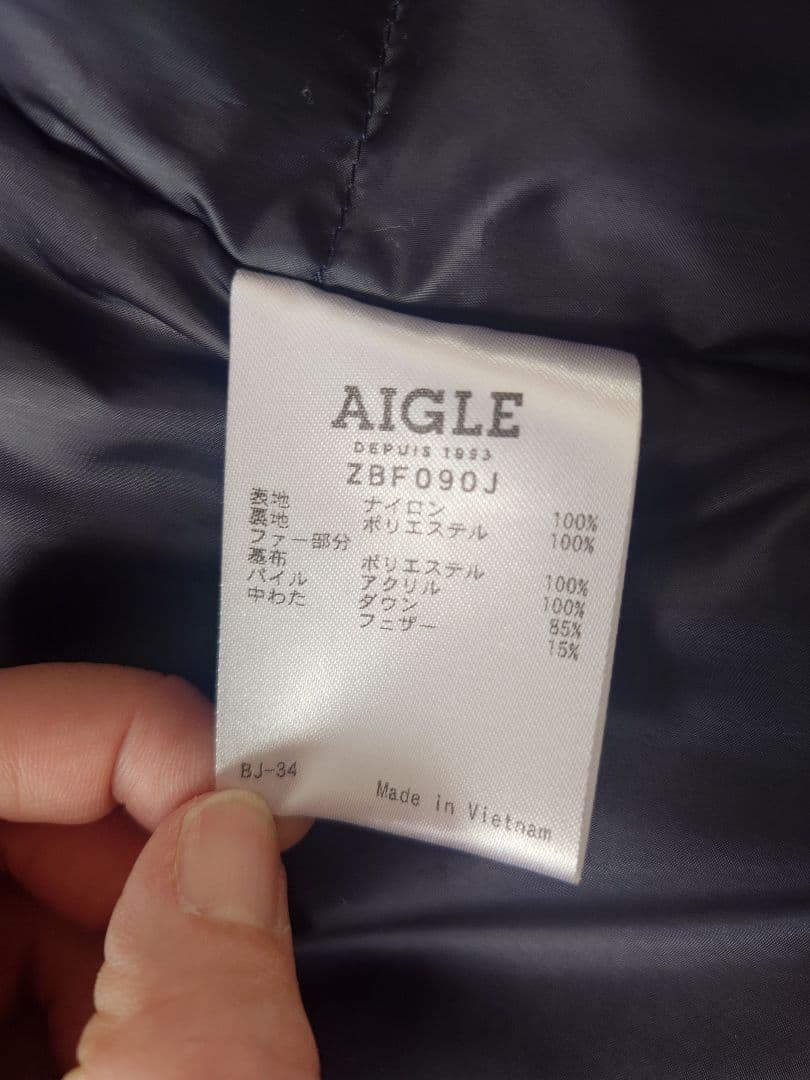 AIGLE
DEPUIS 1853
ZBF090J
表地 ナイロン 100%
裏地 ポリエステル 100%
ファー部分
基布 ポリエステル 100%
パイル アクリル 100%
中わた ダウン 85%
フェザー 15%
BJ-34
Made in Vietnam